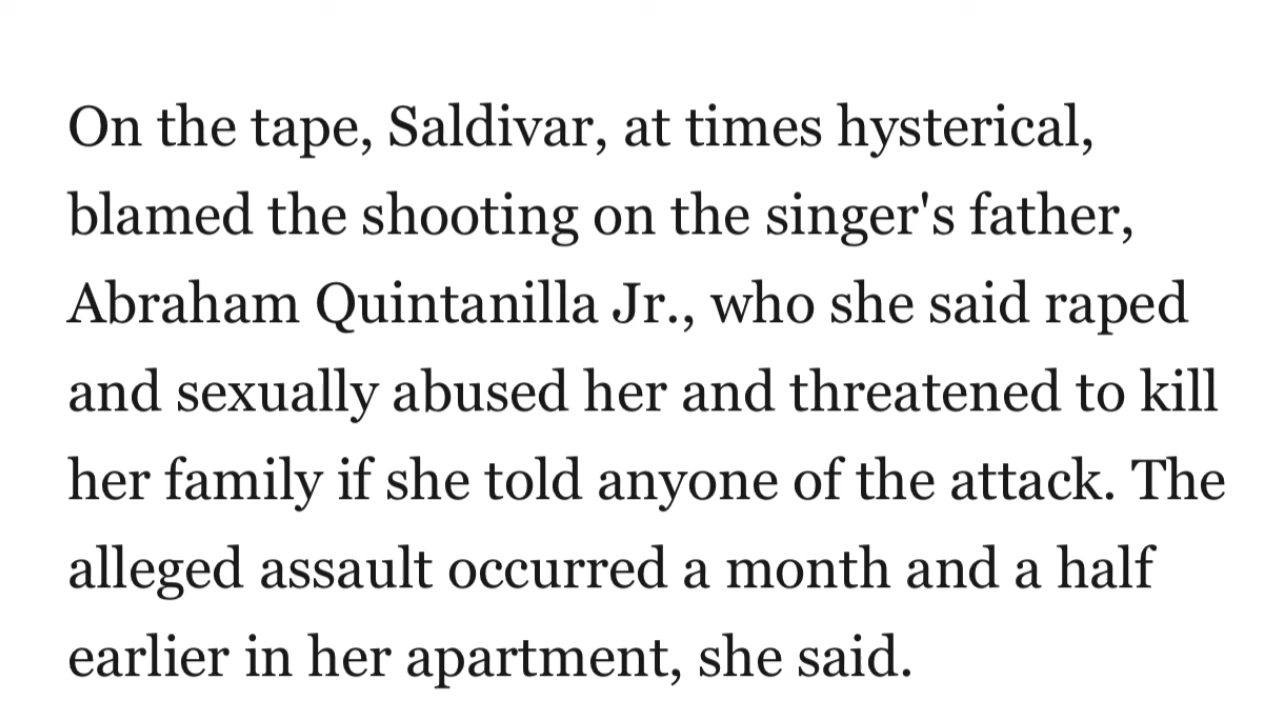 On the tape, Saldivar, at times hysterical,
blamed the shooting on the singer's father,
Abraham Quintanilla Jr., who she said raped
and sexually abused her and threatened to kill
her family if she told anyone of the attack. The
alleged assault occurred a month and a half
earlier in her apartment, she said.